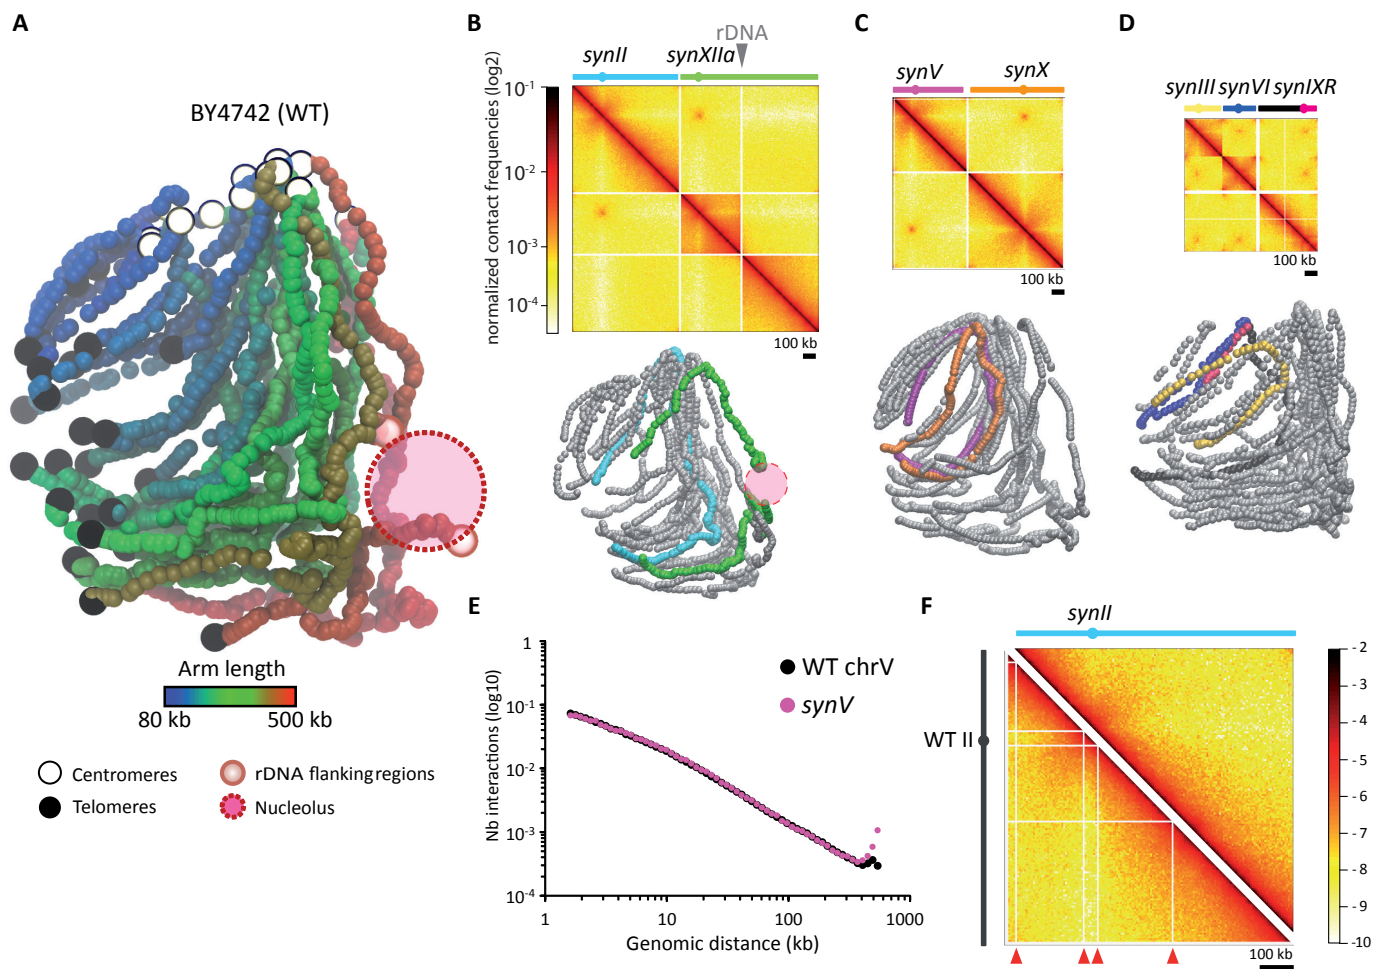 A
BY4742 (WT)
Arm length
80 kb
500 kb
Centromeres
Telomeres
rDNA flankingregions
Nucleolus
B
rDNA
synII
synXIIa
normalized contact frequencies (log2)
10-1
10-2
10-3
10-4
100 kb
C
synV
synX
100 kb
D
synIII
synVI
synIXR
100 kb
E
Nb interactions (log10)
1
10-1
10-2
10-3
10-4
1
10
100
1000
Genomic distance (kb)
WT chrV
synV
F
synII
WT II
100 kb
- 2
- 3
- 4
- 5
- 6
- 7
- 8
- 9
- 10